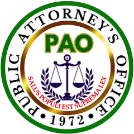 PUBLIC ATTORNEY'S OFFICE
PAO
SALUS POPULI EST SUPREMA LEX
• 1972 •